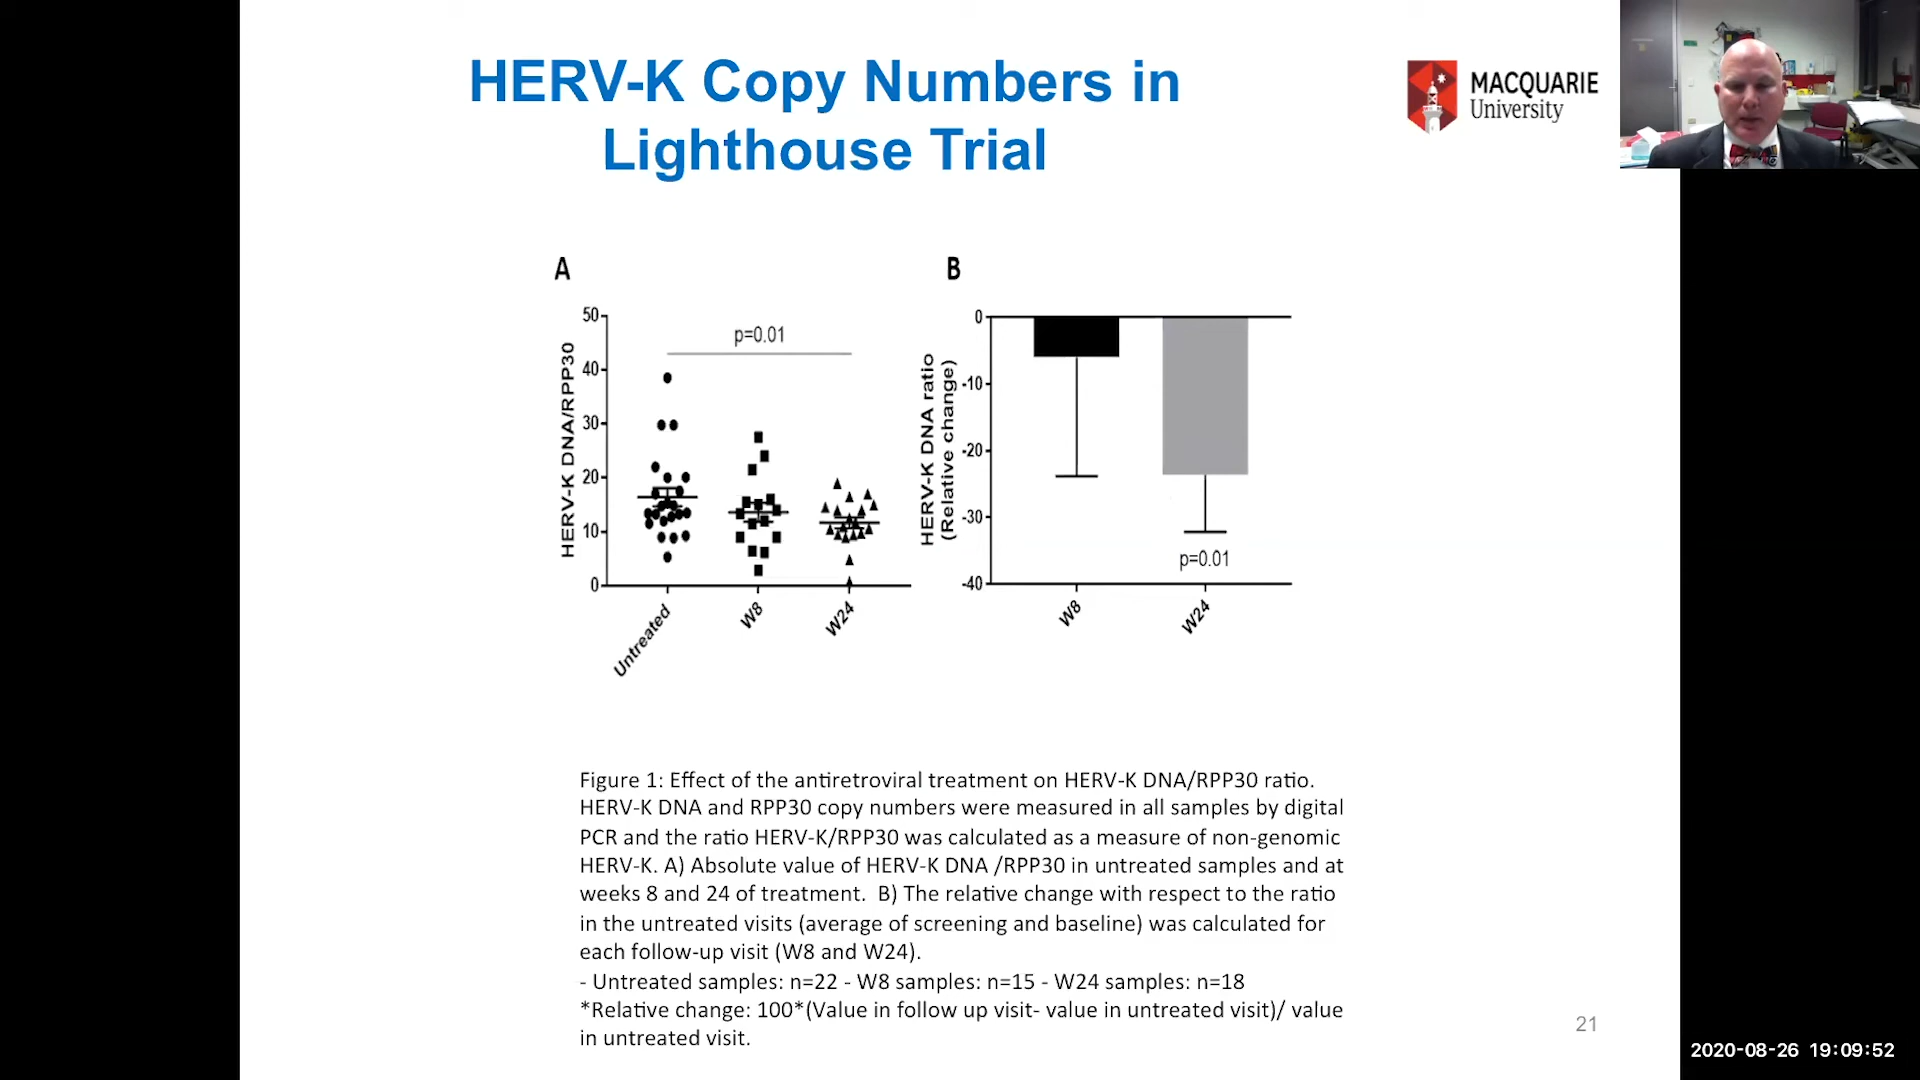 HERV-K Copy Numbers in
Lighthouse Trial
MACQUARIE
University
A
B
HERV-K DNA/RPP30
50
40
30
20
10
0
p=0.01
Untreated
W8
W24
HERV-K DNA ratio
(Relative change)
0
-10
-20
-30
-40
p=0.01
W8
W24
Figure 1: Effect of the antiretroviral treatment on HERV-K DNA/RPP30 ratio.
HERV-K DNA and RPP30 copy numbers were measured in all samples by digital
PCR and the ratio HERV-K/RPP30 was calculated as a measure of non-genomic
HERV-K. A) Absolute value of HERV-K DNA /RPP30 in untreated samples and at
weeks 8 and 24 of treatment.  B) The relative change with respect to the ratio
in the untreated visits (average of screening and baseline) was calculated for
each follow-up visit (W8 and W24).
- Untreated samples: n=22 - W8 samples: n=15 - W24 samples: n=18
*Relative change: 100*(Value in follow up visit- value in untreated visit)/ value
in untreated visit.
21
2020-08-26 19:09:52